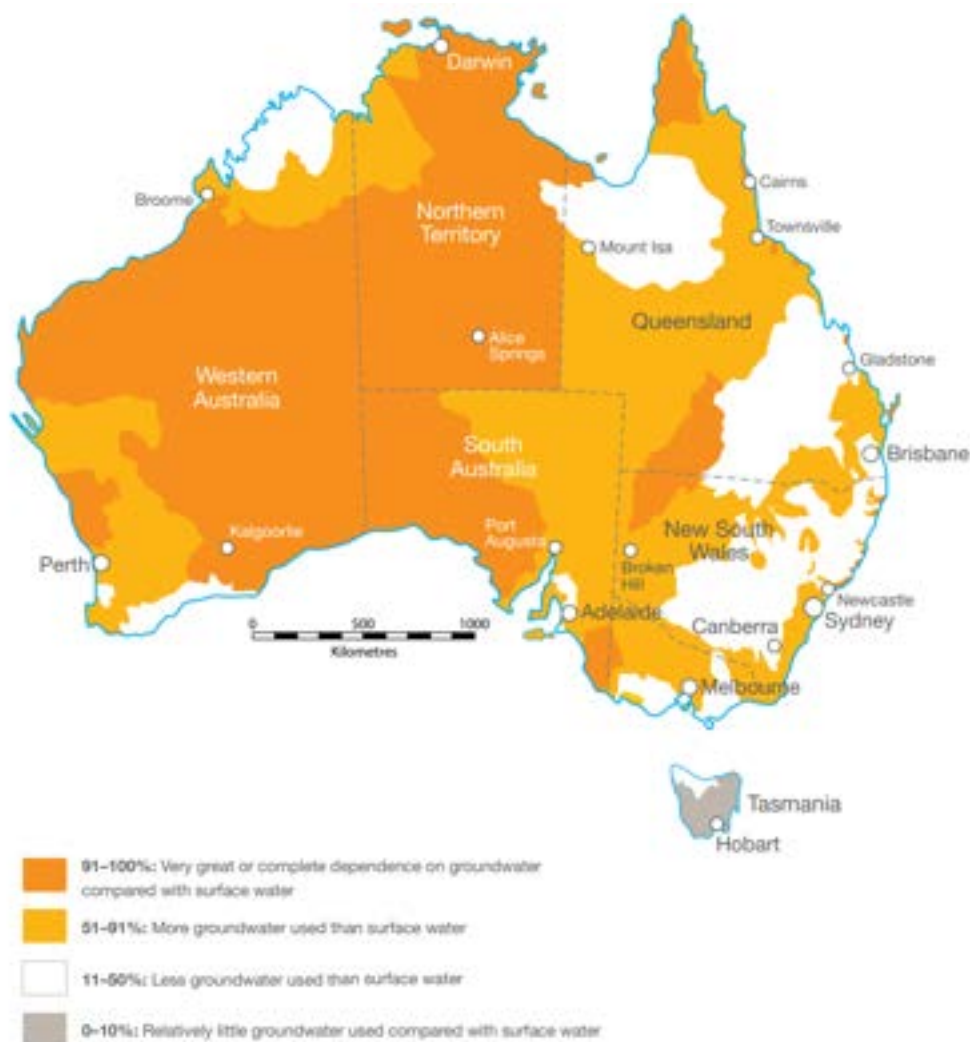 Darwin
Broome
Cairns
Northern
Territory
Townsville
Mount Isa
Queensland
Alice
Springs
Gladstone
Western
Australia
South
Australia
Brisbane
Kalgoorlie
Port
Augusta
New South
Wales
Perth
Broken
Hill
Newcastle
Adelaide
Sydney
Canberra
0 500 1000
Kilometres
Melbourne
Tasmania
Hobart
91–100%: Very great or complete dependence on groundwater
compared with surface water
51–91%: More groundwater used than surface water
11–50%: Less groundwater used than surface water
0–10%: Relatively little groundwater used compared with surface water